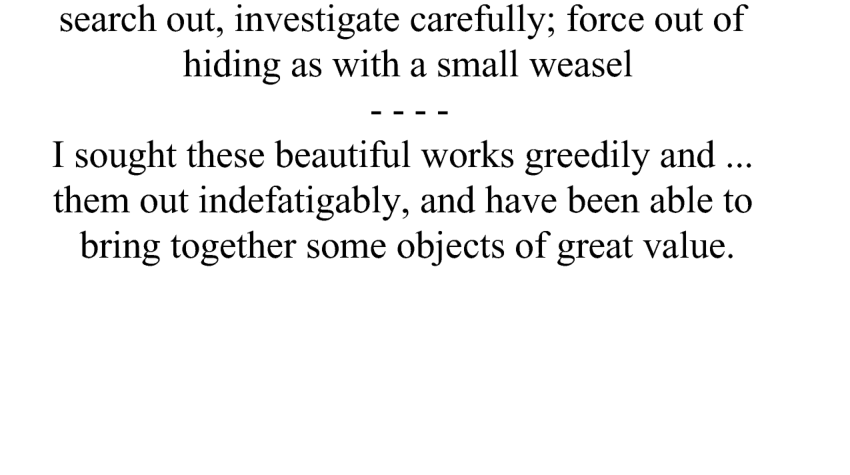 search out, investigate carefully; force out of
hiding as with a small weasel
- - - -
I sought these beautiful works greedily and ...
them out indefatigably, and have been able to
bring together some objects of great value.